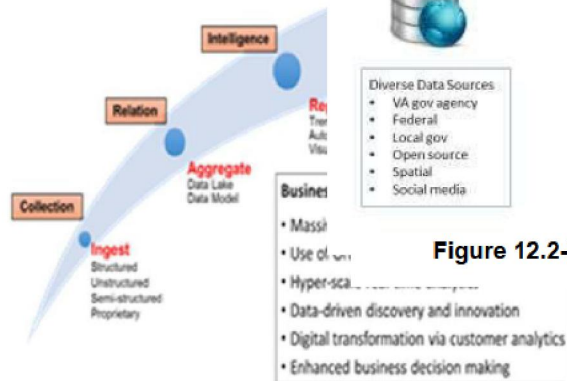 Intelligence
Relation
Collection
Aggregate
Data Lake
Data Model
Ingest
Structured
Unstructured
Semi-structured
Proprietary
Diverse Data Sources
• VA gov agency
• Federal
• Local gov
• Open source
• Spatial
• Social media
Figure 12.2-
• Use of
• Data-driven discovery and innovation
• Digital transformation via customer analytics
• Enhanced business decision making